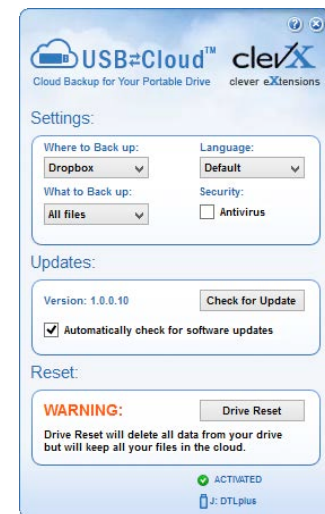 USB⇄Cloud™
Cloud Backup for Your Portable Drive
clevX
clever eXtensions
Settings:
Where to Back up:
Language:
Dropbox
Default
What to Back up:
Security:
All files
Antivirus
Updates:
Version: 1.0.0.10
Check for Update
Automatically check for software updates
Reset:
WARNING:
Drive Reset
Drive Reset will delete all data from your drive
but will keep all your files in the cloud.
ACTIVATED
J: DTLplus